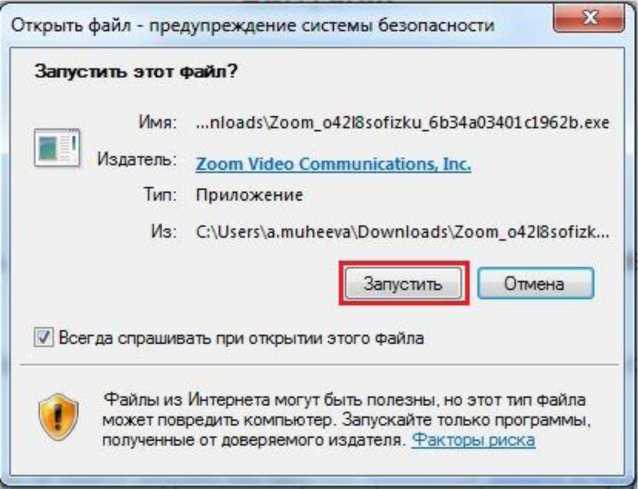 Открыть файл - предупреждение системы безопасности
Запустить этот файл?
Имя: ...nloads\Zoom_o42l8sofizku_6b34a03401c1962b.exe
Издатель: Zoom Video Communications, Inc.
Тип: Приложение
Из: C:\Users\a.muheeva\Downloads\Zoom_o42l8sofizk...
Запустить Отмена
Всегда спрашивать при открытии этого файла
Файлы из Интернета могут быть полезны, но этот тип файла
может повредить компьютер. Запускайте только программы,
полученные от доверяемого издателя. Факторы риска